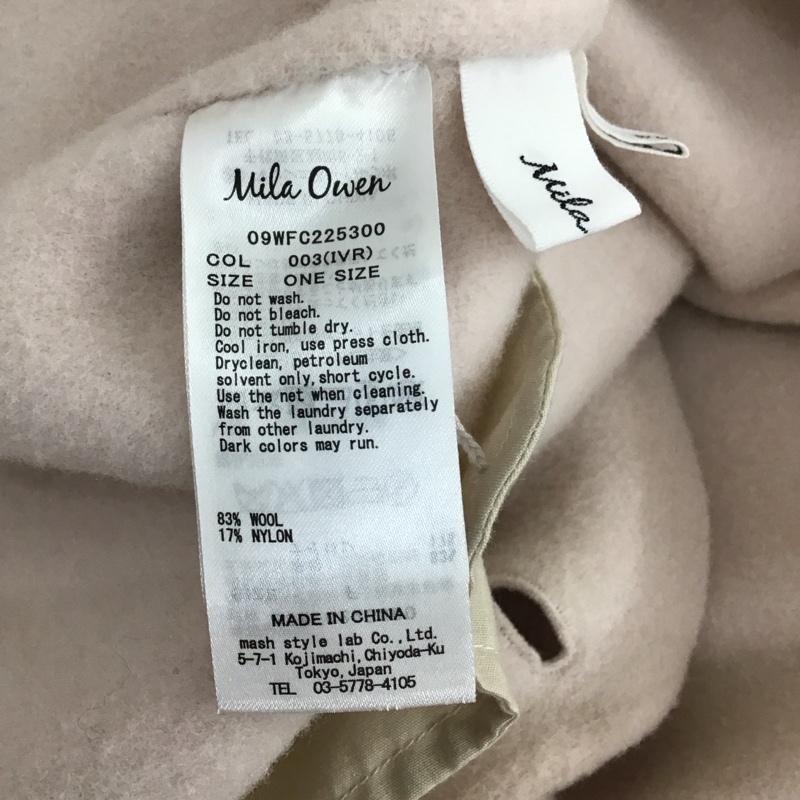 Mila Owen
09WFC225300
COL 003(IVR)
SIZE ONE SIZE
Do not wash.
Do not bleach.
Do not tumble dry.
Cool iron, use press cloth.
Dryclean, petroleum
solvent only,short cycle.
Use the net when cleaning.
Wash the laundry separately
from other laundry.
Dark colors may run.
83% WOOL
17% NYLON
MADE IN CHINA
mash style lab Co.,Ltd.
5-7-1 Kojimachi,Chiyoda-Ku
Tokyo,Japan
TEL 03-5778-4105
Mila